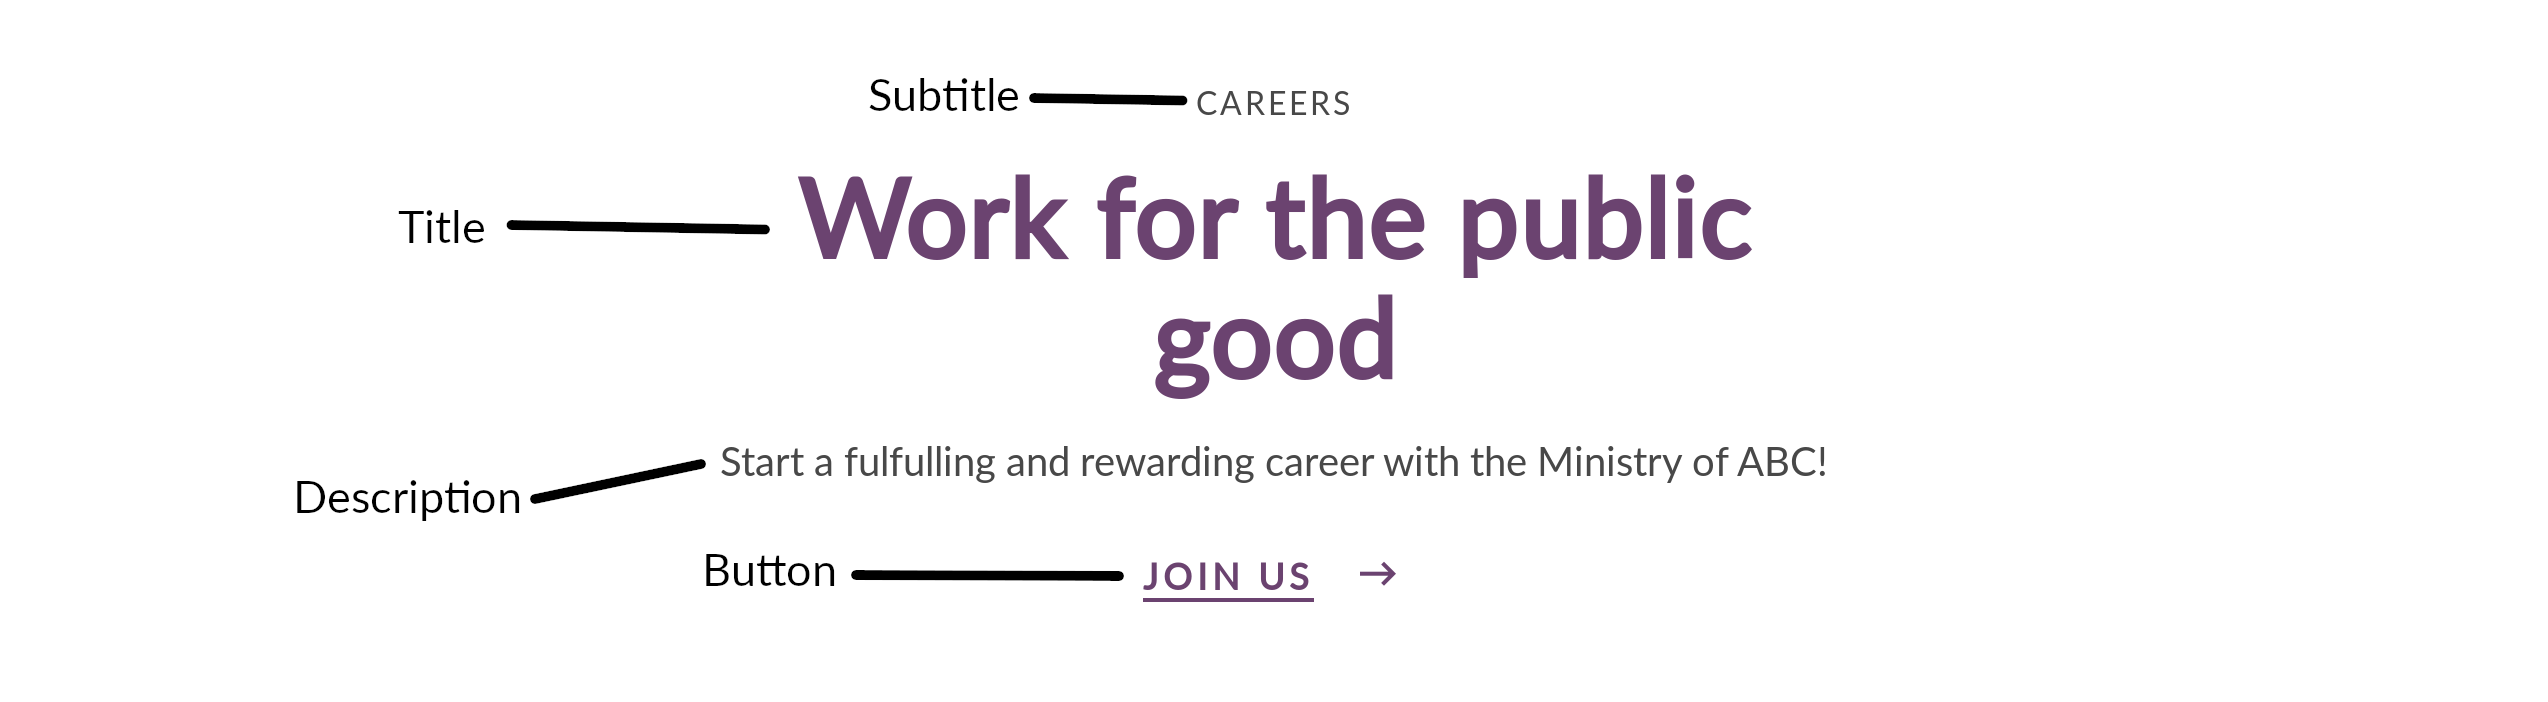 Subtitle CAREERS
Title Work for the public
good
Start a fulfulling and rewarding career with the Ministry of ABC!
Description
Button JOIN US →